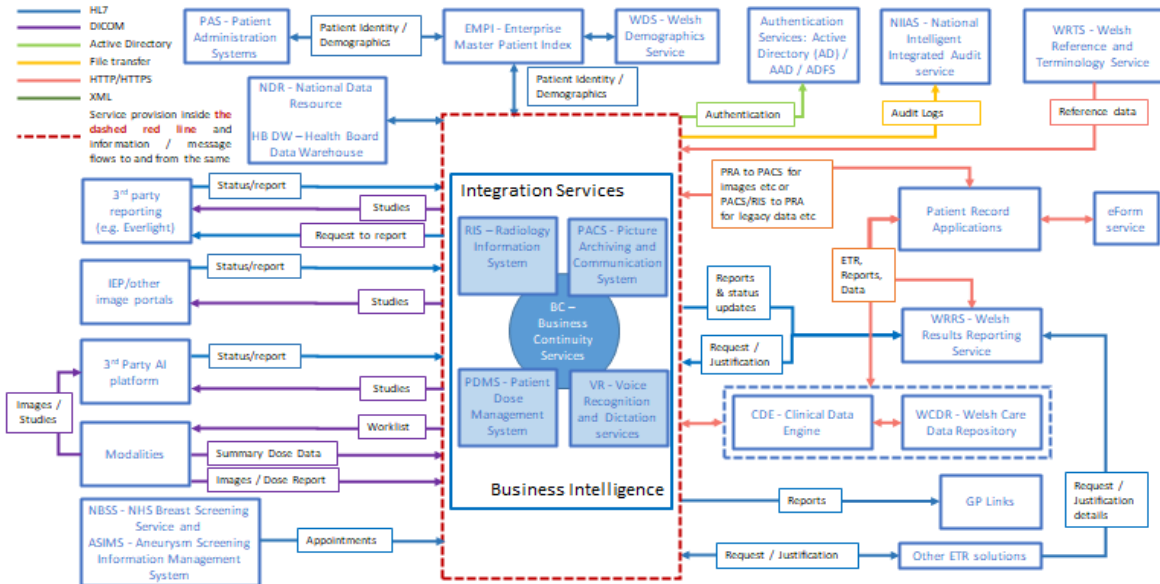 HL7
DICOM
Active Directory
File transfer
HTTP/HTTPS
XML
Service provision inside the
dashed red line and
information / message
flows to and from the same
PAS - Patient
Administration
Systems
Patient Identity /
Demographics
EMPI - Enterprise
Master Patient Index
WDS - Welsh
Demographics
Service
Authentication
Services: Active
Directory (AD) /
AAD / ADFS
NIIAS - National
Intelligent
Integrated Audit
service
WRTS - Welsh
Reference and
Terminology Service
Patient Identity /
Demographics
NDR - National Data
Resource
HB DW – Health Board
Data Warehouse
Authentication
Audit Logs
Reference data
3rd party
reporting
(e.g. Everlight)
Status/report
Studies
Request to report
IEP/other
image portals
Status/report
Studies
3rd Party AI
platform
Status/report
Studies
Images /
Studies
Modalities
Worklist
Summary Dose Data
Images / Dose Report
NBSS - NHS Breast Screening
Service and
ASIMS - Aneurysm Screening
Information Management
System
Appointments
Integration Services
RIS – Radiology
Information
System
PACS - Picture
Archiving and
Communication
System
BC –
Business
Continuity
Services
PDMS - Patient
Dose
Management
System
VR - Voice
Recognition
and Dictation
services
Business Intelligence
PRA to PACS for
images etc or
PACS/RIS to PRA
for legacy data etc
Patient Record
Applications
eForm
service
ETR,
Reports,
Data
Reports
& status
updates
Request /
Justification
WRRS - Welsh
Results Reporting
Service
CDE - Clinical Data
Engine
WCDR - Welsh Care
Data Repository
Reports
GP Links
Request /
Justification
details
Request / Justification
Other ETR solutions